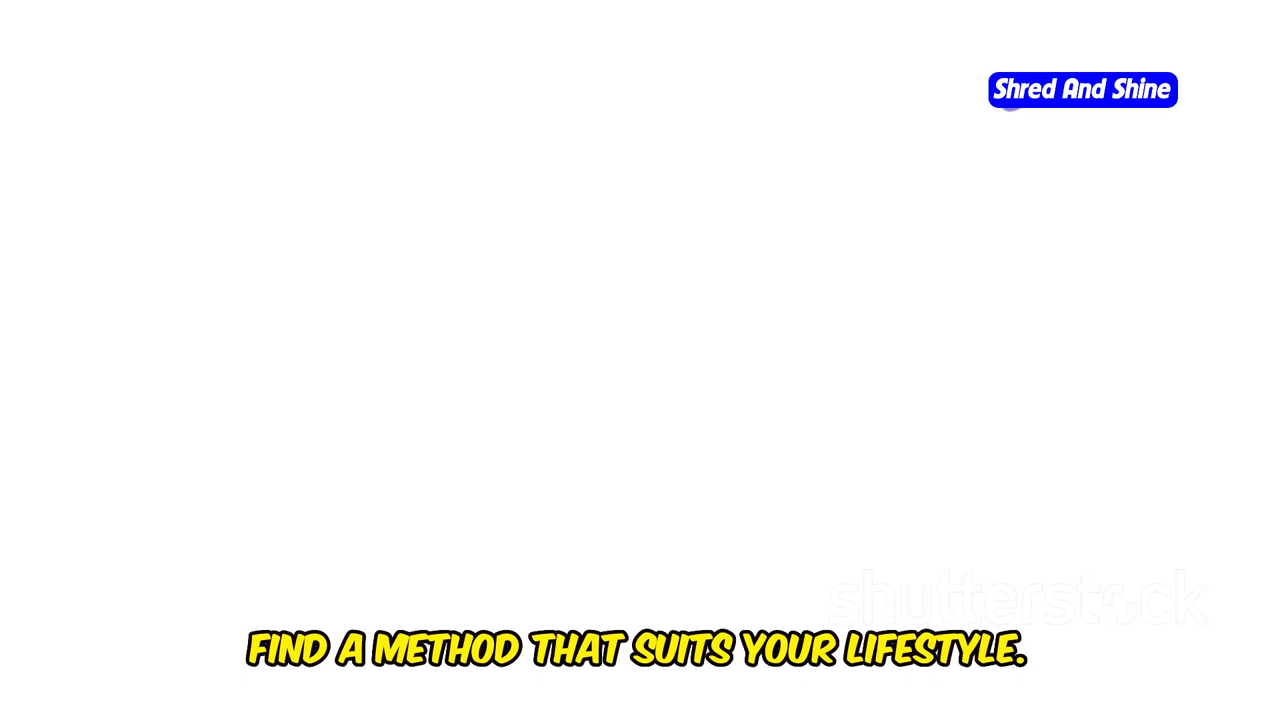 Shred And Shine
shutterstock
FIND A METHOD THAT SUITS YOUR LIFESTYLE.